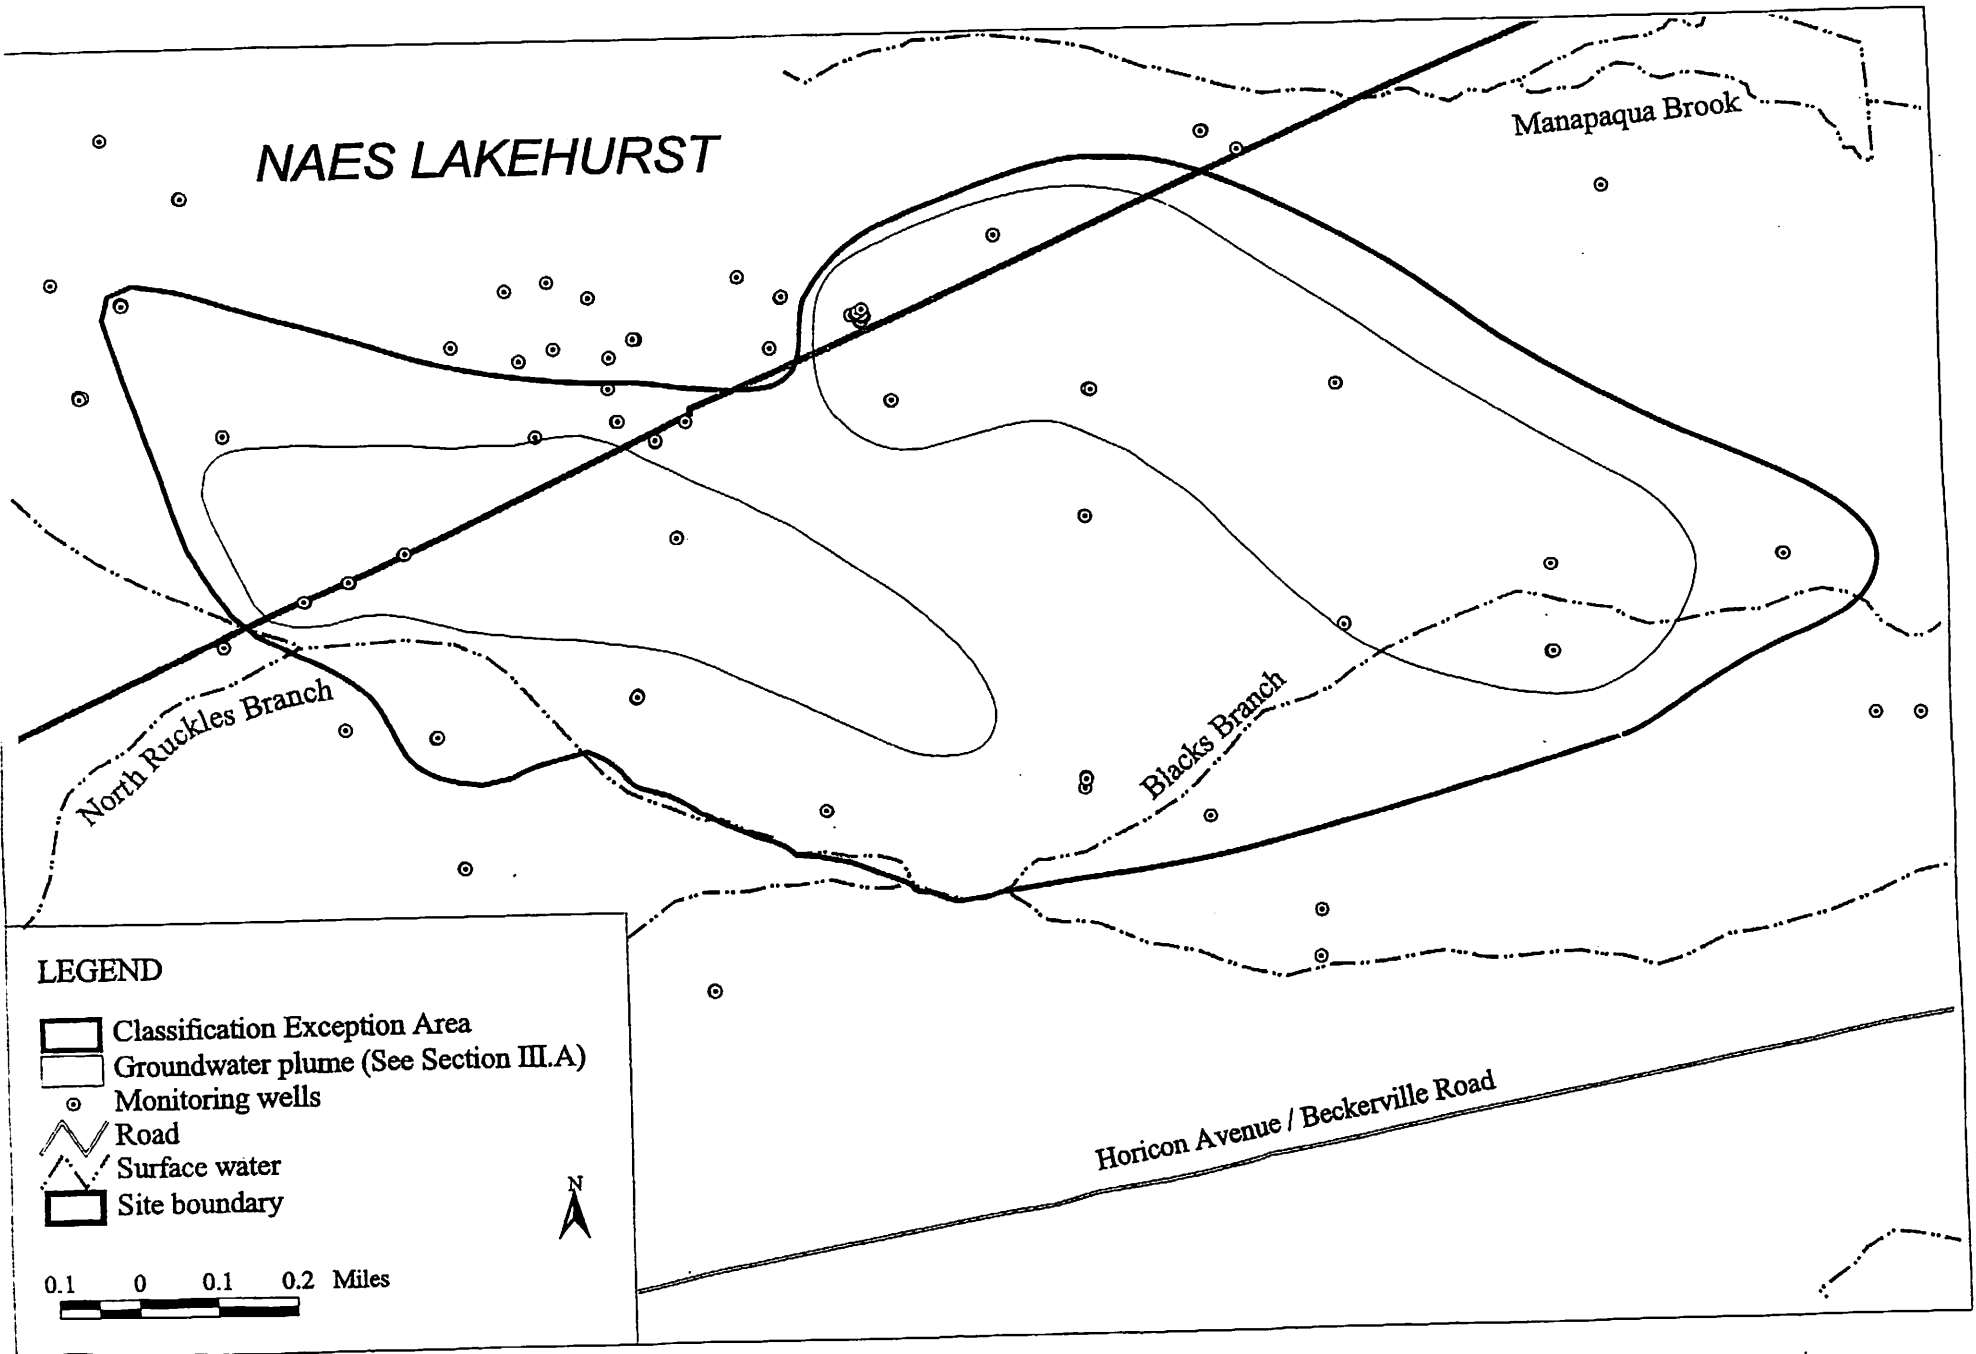 NAES LAKEHURST
Manapaqua Brook
North Ruckles Branch
Blacks Branch
Horicon Avenue / Beckerville Road
LEGEND
Classification Exception Area
Groundwater plume (See Section III.A)
Monitoring wells
Road
Surface water
Site boundary
N
0.1 0 0.1 0.2 Miles